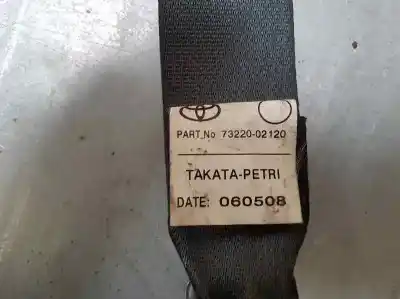 PART No 73220-02120
TAKATA-PETRI
DATE: 060508